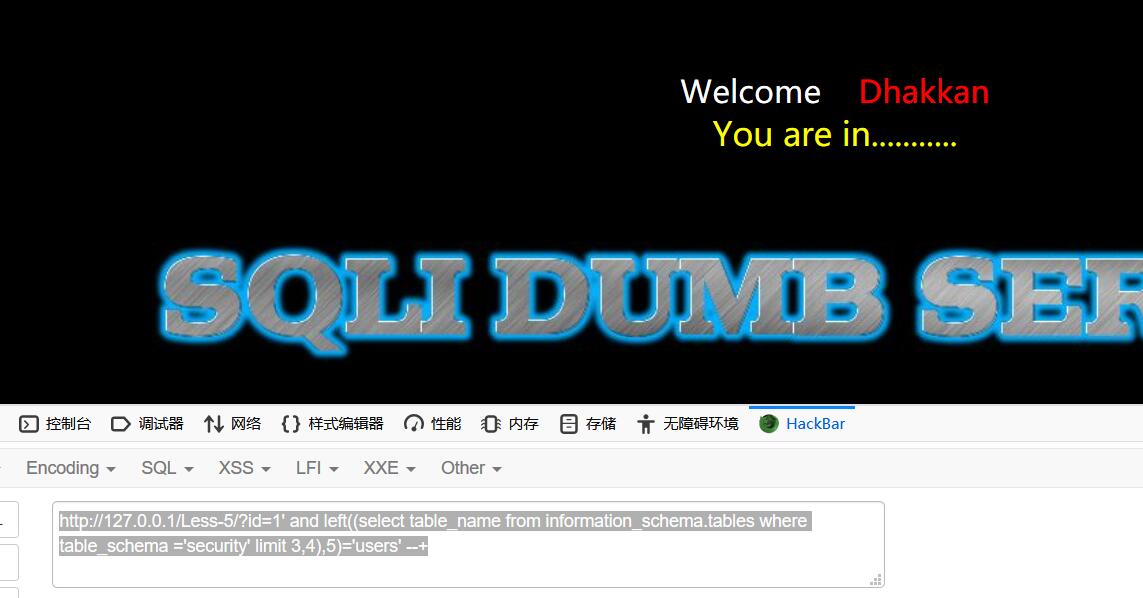 Welcome Dhakkan
You are in...........
SQLI DUMB SER
控制台 调试器 网络 样式编辑器 性能 内存 存储 无障碍环境 HackBar
Encoding SQL XSS LFI XXE Other
http://127.0.0.1/Less-5/?id=1' and left((select table_name from information_schema.tables where
table_schema ='security' limit 3,4),5)='users' --+